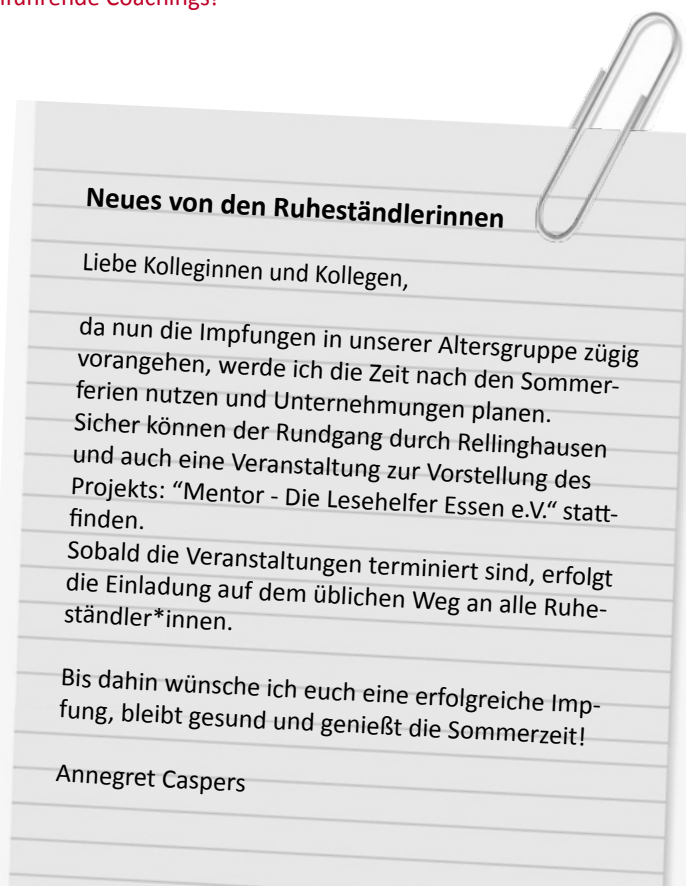 führende Coachings!
Neues von den Ruheständlerinnen
Liebe Kolleginnen und Kollegen,
da nun die Impfungen in unserer Altersgruppe zügig
vorangehen, werde ich die Zeit nach den Sommer-
ferien nutzen und Unternehmungen planen.
Sicher können der Rundgang durch Rellinghausen
und auch eine Veranstaltung zur Vorstellung des
Projekts: “Mentor - Die Lesehelfer Essen e.V.“ statt-
finden.
Sobald die Veranstaltungen terminiert sind, erfolgt
die Einladung auf dem üblichen Weg an alle Ruhe-
ständler*innen.
Bis dahin wünsche ich euch eine erfolgreiche Imp-
fung, bleibt gesund und genießt die Sommerzeit!
Annegret Caspers